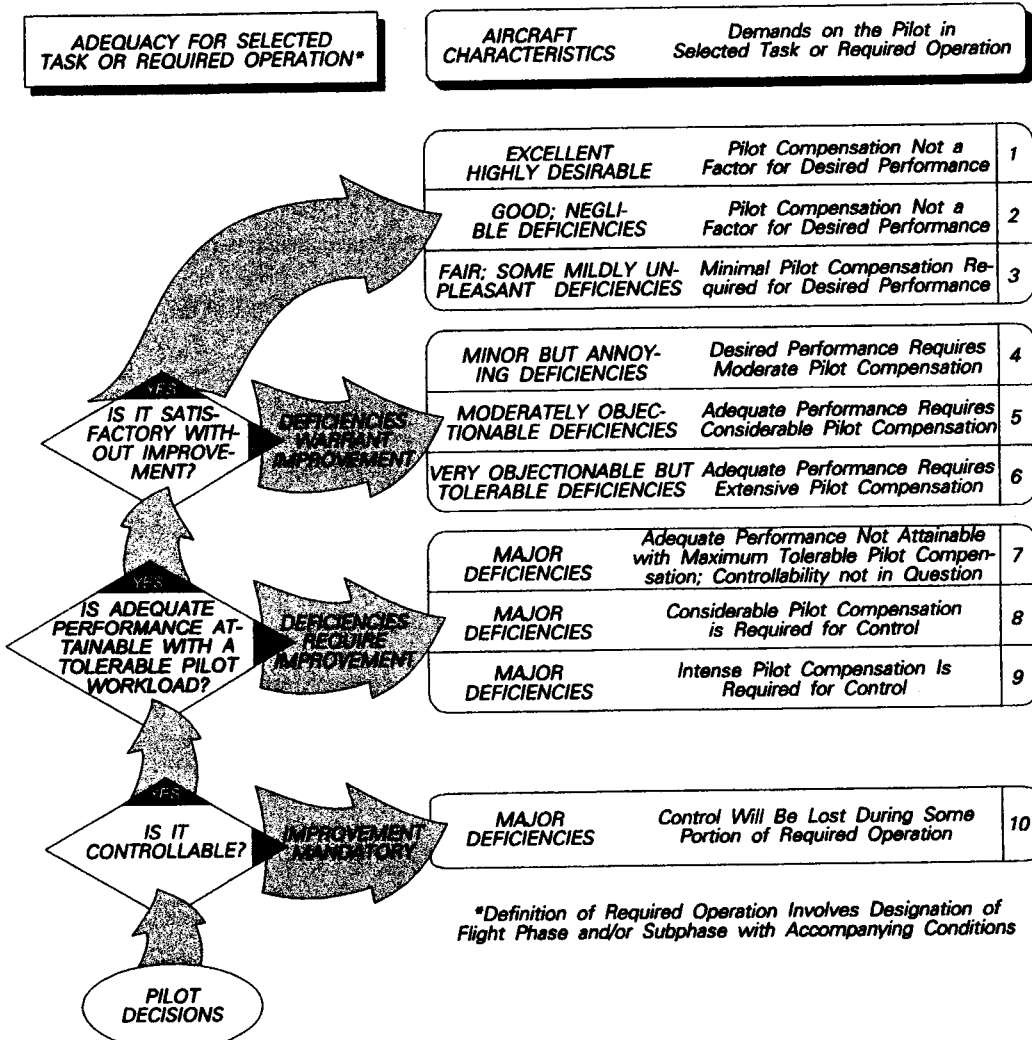 ADEQUACY FOR SELECTED
TASK OR REQUIRED OPERATION*
AIRCRAFT
CHARACTERISTICS
Demands on the Pilot in
Selected Task or Required Operation
EXCELLENT
HIGHLY DESIRABLE
Pilot Compensation Not a
Factor for Desired Performance
1
GOOD; NEGLI-
BLE DEFICIENCIES
Pilot Compensation Not a
Factor for Desired Performance
2
FAIR; SOME MILDLY UN-
PLEASANT DEFICIENCIES
Minimal Pilot Compensation Re-
quired for Desired Performance
3
YES
IS IT SATIS-
FACTORY WITH-
OUT IMPROVE-
MENT?
DEFICIENCIES
WARRANT
IMPROVEMENT
MINOR BUT ANNOY-
ING DEFICIENCIES
Desired Performance Requires
Moderate Pilot Compensation
4
MODERATELY OBJEC-
TIONABLE DEFICIENCIES
Adequate Performance Requires
Considerable Pilot Compensation
5
VERY OBJECTIONABLE BUT
TOLERABLE DEFICIENCIES
Adequate Performance Requires
Extensive Pilot Compensation
6
YES
IS ADEQUATE
PERFORMANCE AT-
TAINABLE WITH A
TOLERABLE PILOT
WORKLOAD?
DEFICIENCIES
REQUIRE
IMPROVEMENT
MAJOR
DEFICIENCIES
Adequate Performance Not Attainable
with Maximum Tolerable Pilot Compen-
sation; Controllability not in Question
7
MAJOR
DEFICIENCIES
Considerable Pilot Compensation
is Required for Control
8
MAJOR
DEFICIENCIES
Intense Pilot Compensation Is
Required for Control
9
YES
IS IT
CONTROLLABLE?
IMPROVEMENT
MANDATORY
MAJOR
DEFICIENCIES
Control Will Be Lost During Some
Portion of Required Operation
10
*Definition of Required Operation Involves Designation of
Flight Phase and/or Subphase with Accompanying Conditions
PILOT
DECISIONS